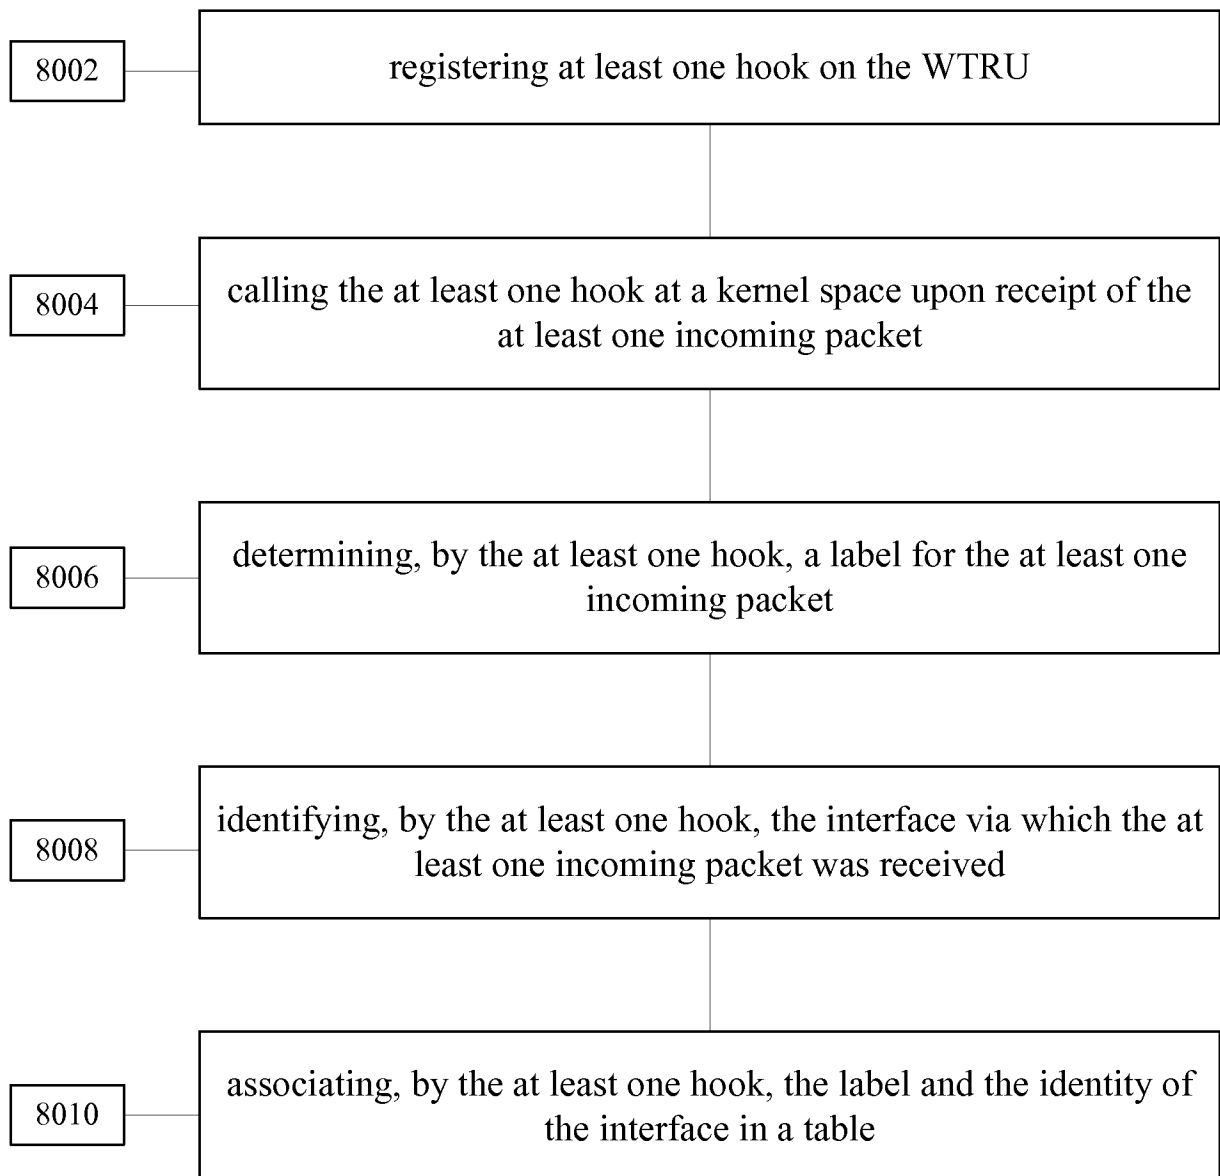 8002
registering at least one hook on the WTRU
8004
calling the at least one hook at a kernel space upon receipt of the
at least one incoming packet
8006
determining, by the at least one hook, a label for the at least one
incoming packet
8008
identifying, by the at least one hook, the interface via which the at
least one incoming packet was received
8010
associating, by the at least one hook, the label and the identity of
the interface in a table